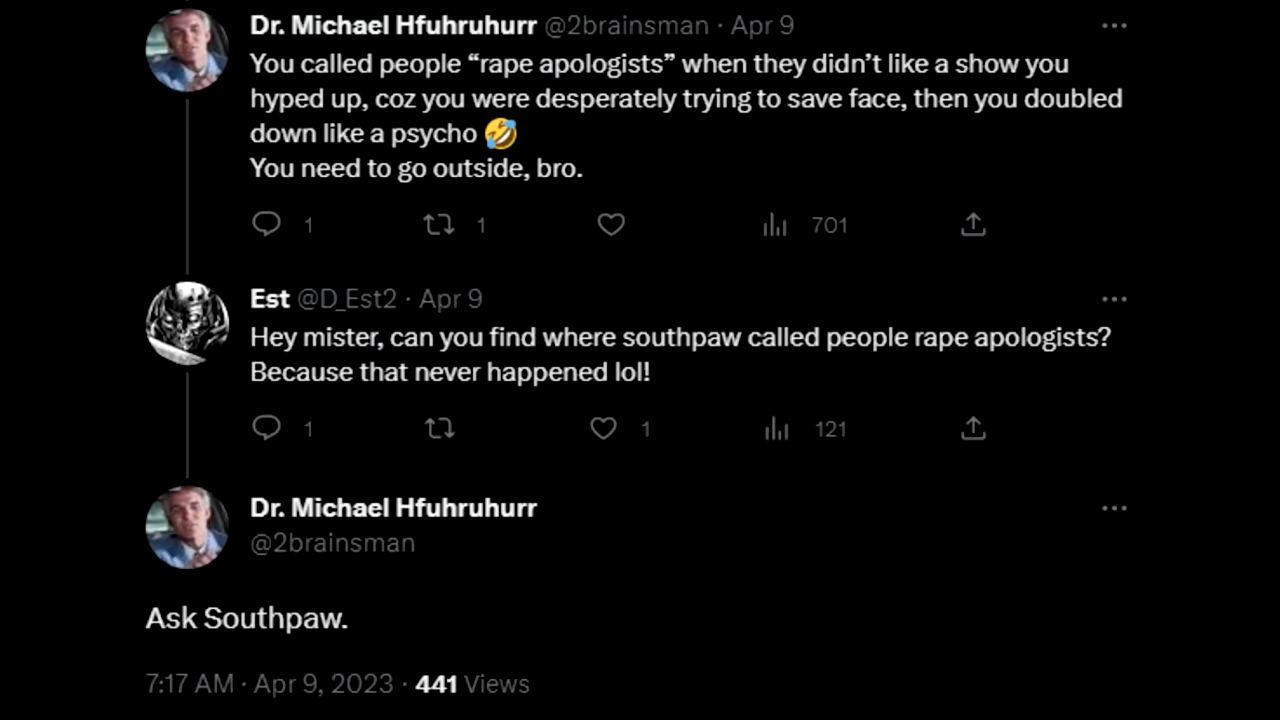 Dr. Michael Hfuhruhurr @2brainsman · Apr 9
You called people “rape apologists” when they didn’t like a show you
hyped up, coz you were desperately trying to save face, then you doubled
down like a psycho 🤣
You need to go outside, bro.
1 1 701
Est @D_Est2 · Apr 9
Hey mister, can you find where southpaw called people rape apologists?
Because that never happened lol!
1 1 121
Dr. Michael Hfuhruhurr
@2brainsman
Ask Southpaw.
7:17 AM · Apr 9, 2023 · 441 Views